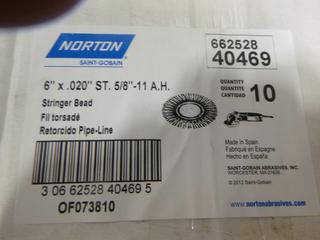 NORTON
SAINT-GOBAIN
662528
40469
6" x .020" ST. 5/8"-11 A.H.
Stringer Bead
Fil torsadé
Retorcido Pipe-Line
QUANTITY
QUANTITÉ
CANTIDAD
10
Made in Spain
Fabriqué en Espagne
Hecho en España
SAINT-GOBAIN ABRASIVES, INC.
WORCESTER, MA 01606
© 2012 Saint-Gobain
3 06 62528 40469 5
OF073810
www.nortonabrasives.com